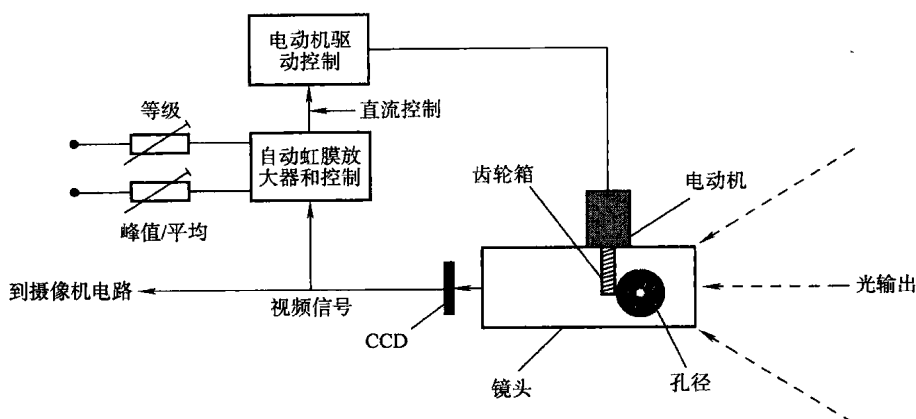 电动机驱
动控制
等级
直流控制
自动虹膜放
大器和控制
峰值/平均
齿轮箱
电动机
到摄像机电路
视频信号
CCD
光输出
镜头
孔径